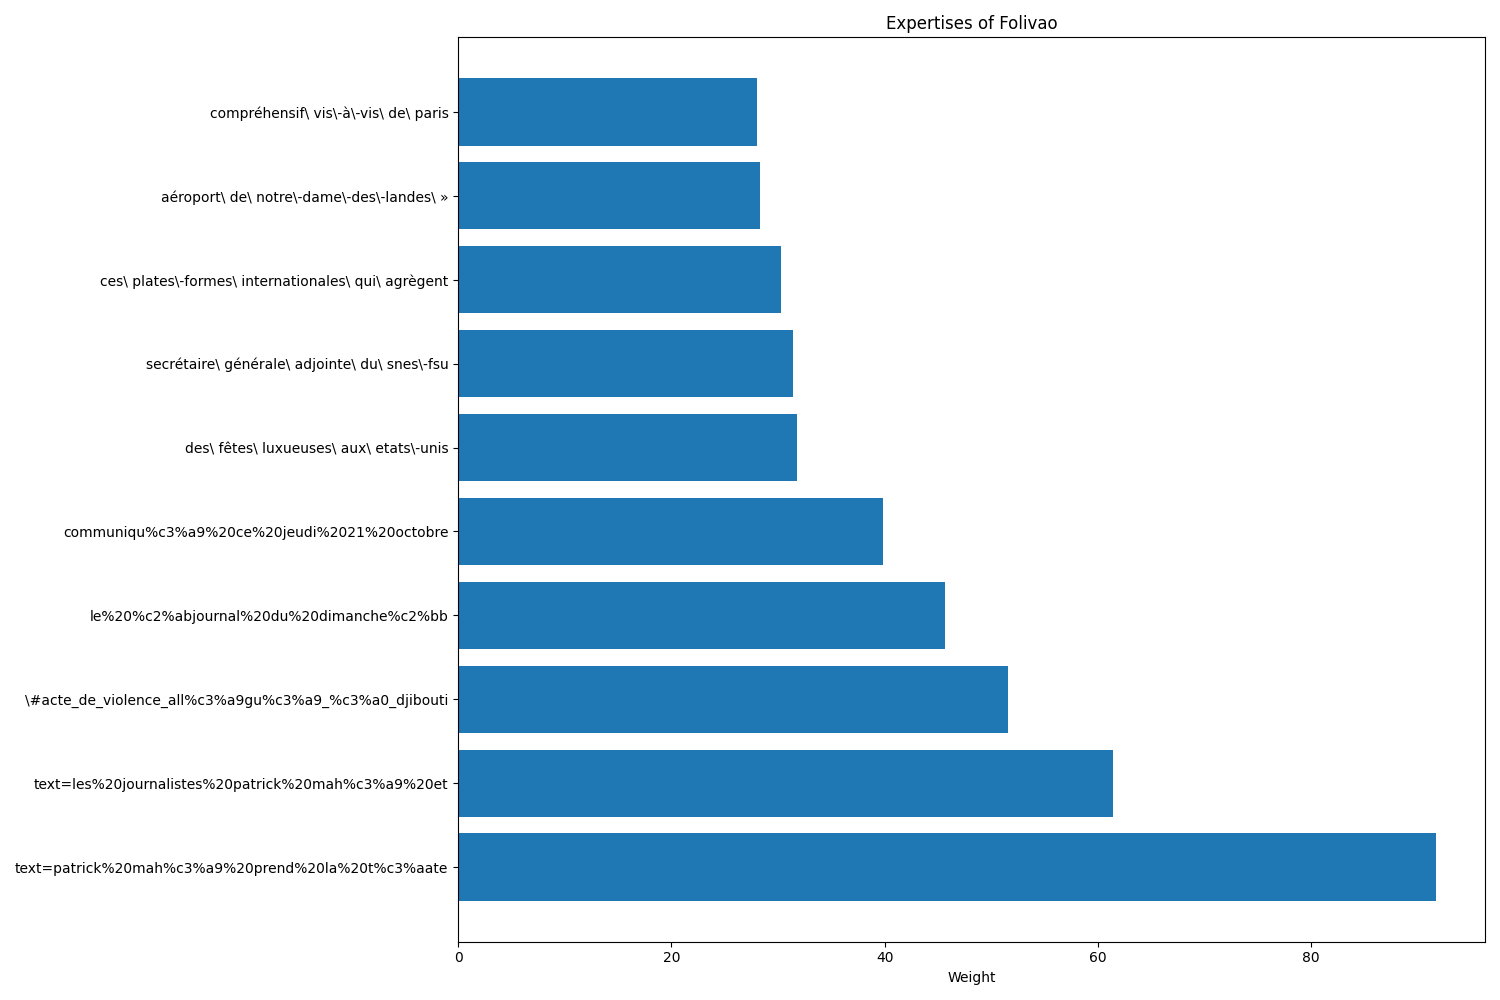 Expertises of Folivao
compréhensif\ vis\-à\-vis\ de\ paris
aéroport\ de\ notre\-dame\-des\-landes\ »
ces\ plates\-formes\ internationales\ qui\ agrègent
secrétaire\ générale\ adjointe\ du\ snes\-fsu
des\ fêtes\ luxueuses\ aux\ etats\-unis
communiqu%c3%a9%20ce%20jeudi%2021%20octobre
le%20%c2%abjournal%20du%20dimanche%c2%bb
\#acte_de_violence_all%c3%a9gu%c3%a9_%c3%a0_djibouti
text=les%20journalistes%20patrick%20mah%c3%a9%20et
text=patrick%20mah%c3%a9%20prend%20la%20t%c3%aate
0 20 40 60 80
Weight